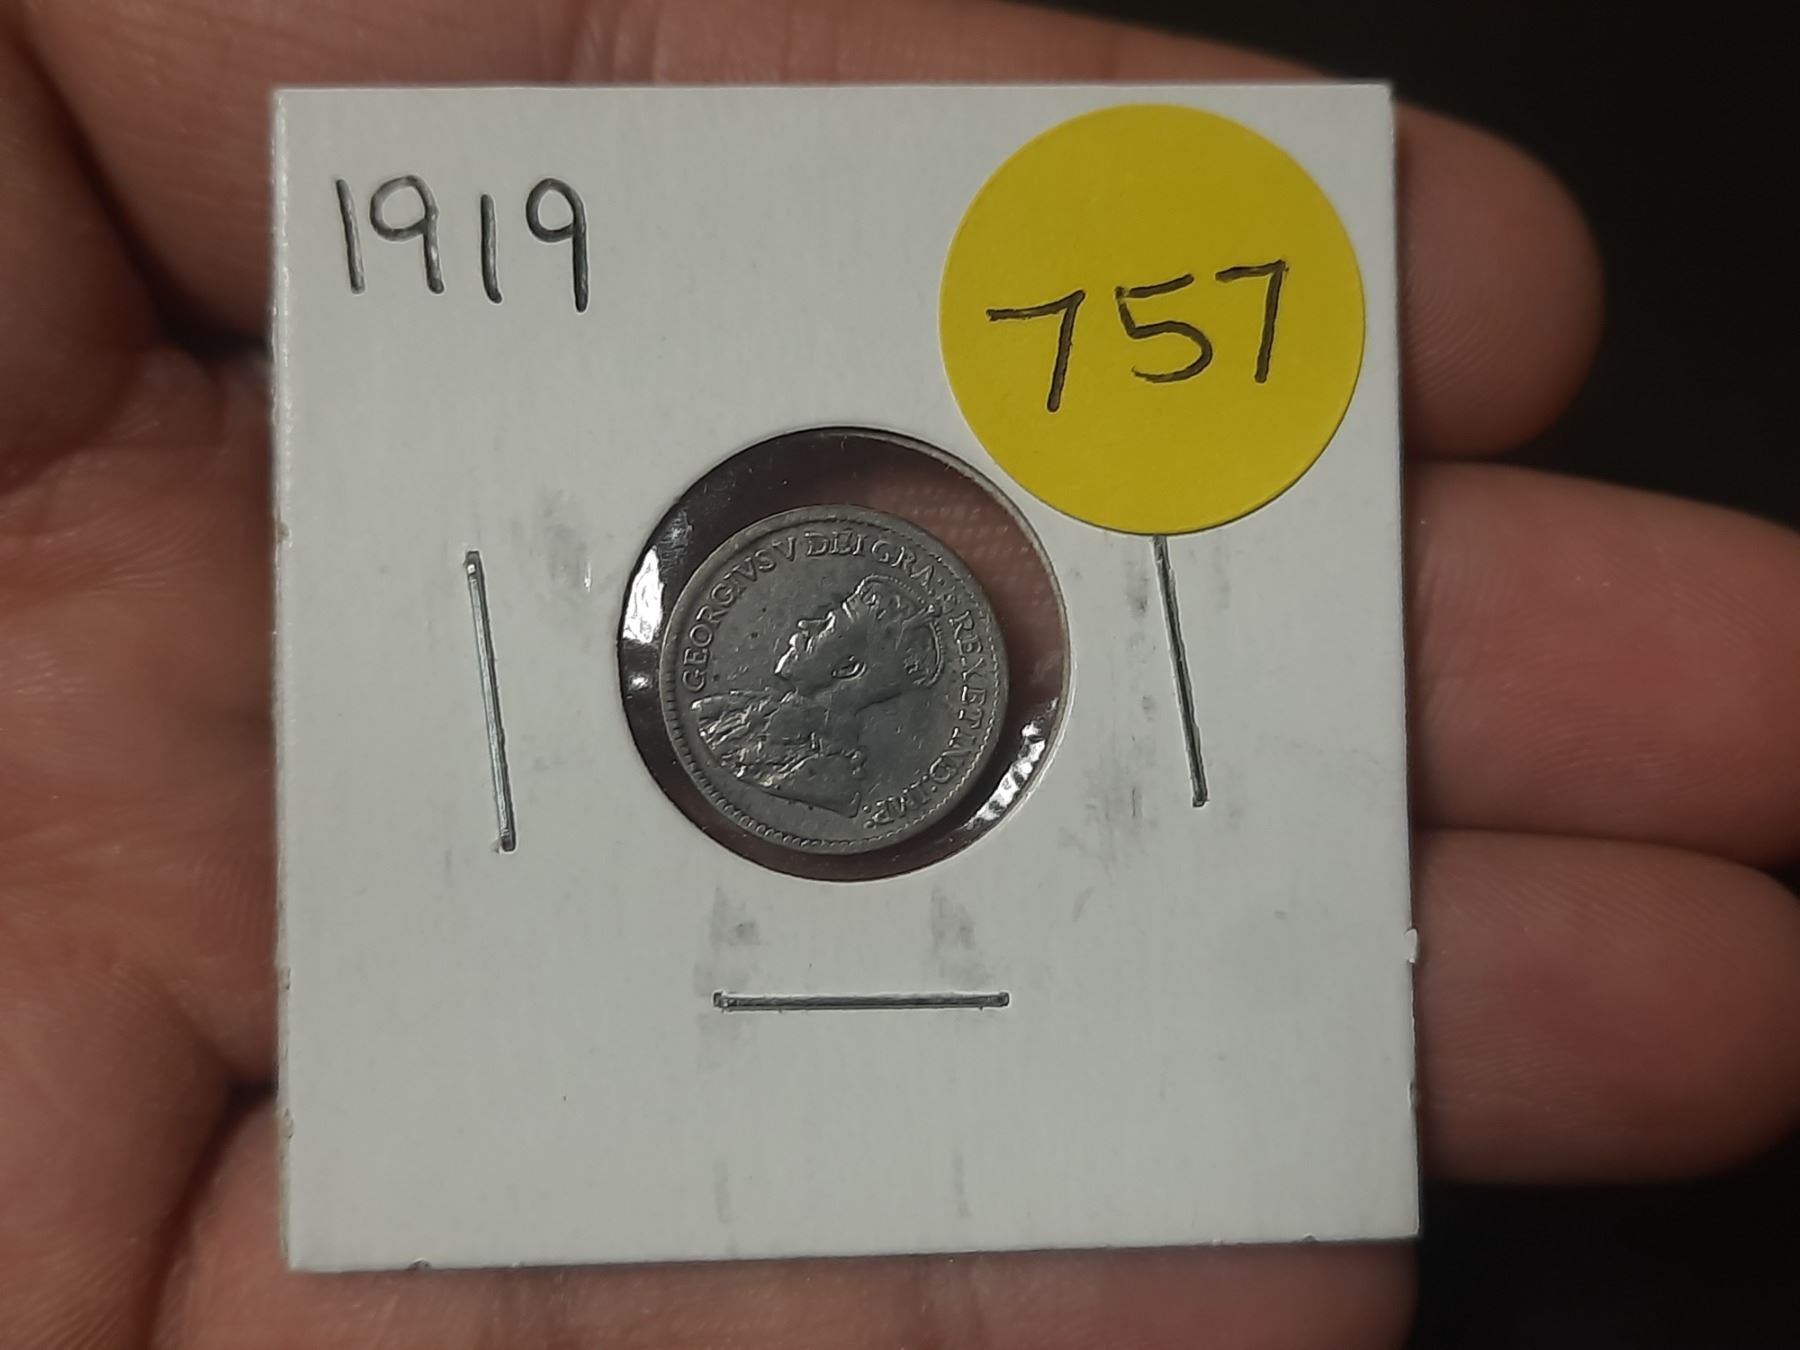 1919
757
GEORGIVS V DEI GRA: REX ET IND: IMP: